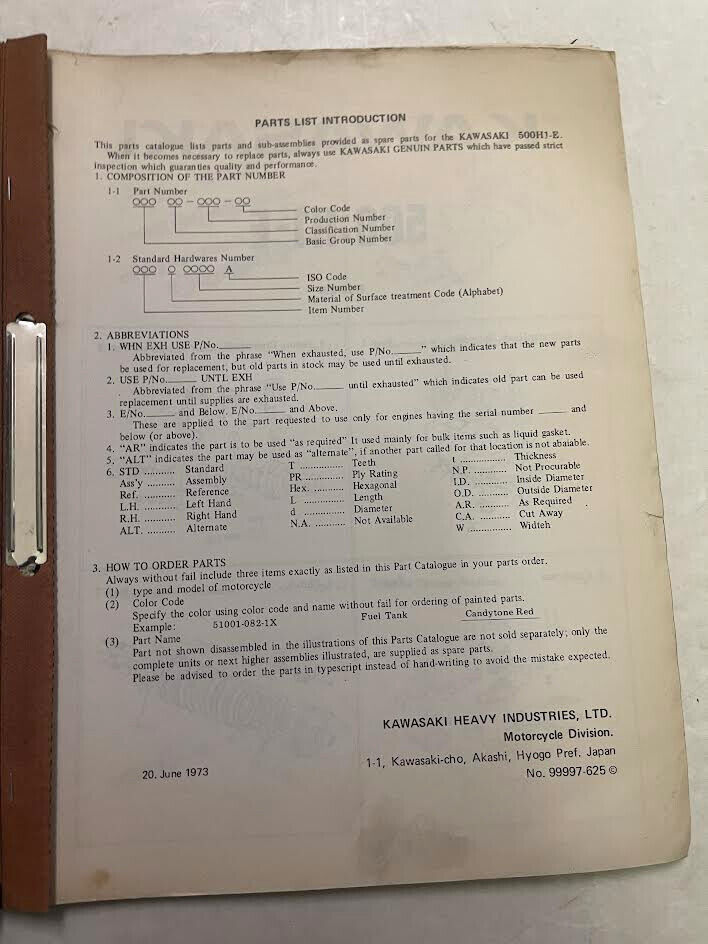 PARTS LIST INTRODUCTION
This parts catalogue lists parts and sub-assemblies provided as spare parts for the KAWASAKI 500H1-E.
When it becomes necessary to replace parts, always use KAWASAKI GENUIN PARTS which have passed strict
inspection which guaranties quality and performance.
1. COMPOSITION OF THE PART NUMBER
1-1 Part Number
OOO OO - OOO - OO
Color Code
Production Number
Classification Number
Basic Group Number
1-2 Standard Hardwares Number
OOO O OOOO A
ISO Code
Size Number
Material of Surface treatment Code (Alphabet)
Item Number
2. ABBREVIATIONS
1. WHN EXH USE P/No.______
Abbreviated from the phrase "When exhausted, use P/No.______" which indicates that the new parts
be used for replacement, but old parts in stock may be used until exhausted.
2. USE P/No.______ UNTL EXH
Abbreviated from the phrase "Use P/No.______ until exhausted" which indicates old part can be used
replacement until supplies are exhausted.
3. E/No.______ and Below, E/No.______ and Above.
These are applied to the part requested to use only for engines having the serial number ______ and
below (or above).
4. "AR" indicates the part is to be used "as required" It used mainly for bulk items such as liquid gasket.
5. "ALT" indicates the part may be used as "alternate", if another part called for that location is not abaiable.
6. STD .......... Standard T .............. Teeth t .............. Thickness
Ass'y .......... Assembly PR ............ Ply Rating N.P. .......... Not Procurable
Ref. .......... Reference Hex. .......... Hexagonal I.D. .......... Inside Diameter
L.H. .......... Left Hand L .............. Length O.D. .......... Outside Diameter
R.H. .......... Right Hand d .............. Diameter A.R. .......... As Required
ALT. .......... Alternate N.A. .......... Not Available C.A. .......... Cut Away
W .............. Widteh
3. HOW TO ORDER PARTS
Always without fail include three items exactly as listed in this Part Catalogue in your parts order.
(1) type and model of motorcycle
(2) Color Code
Specify the color using color code and name without fail for ordering of painted parts.
Example: 51001-082-1X Fuel Tank Candytone Red
(3) Part Name
Part not shown disassembled in the illustrations of this Parts Catalogue are not sold separately; only the
complete units or next higher assemblies illustrated, are supplied as spare parts.
Please be advised to order the parts in typescript instead of hand-writing to avoid the mistake expected.
KAWASAKI HEAVY INDUSTRIES, LTD.
Motorcycle Division.
1-1, Kawasaki-cho, Akashi, Hyogo Pref. Japan
20. June 1973 No. 99997-625 ©